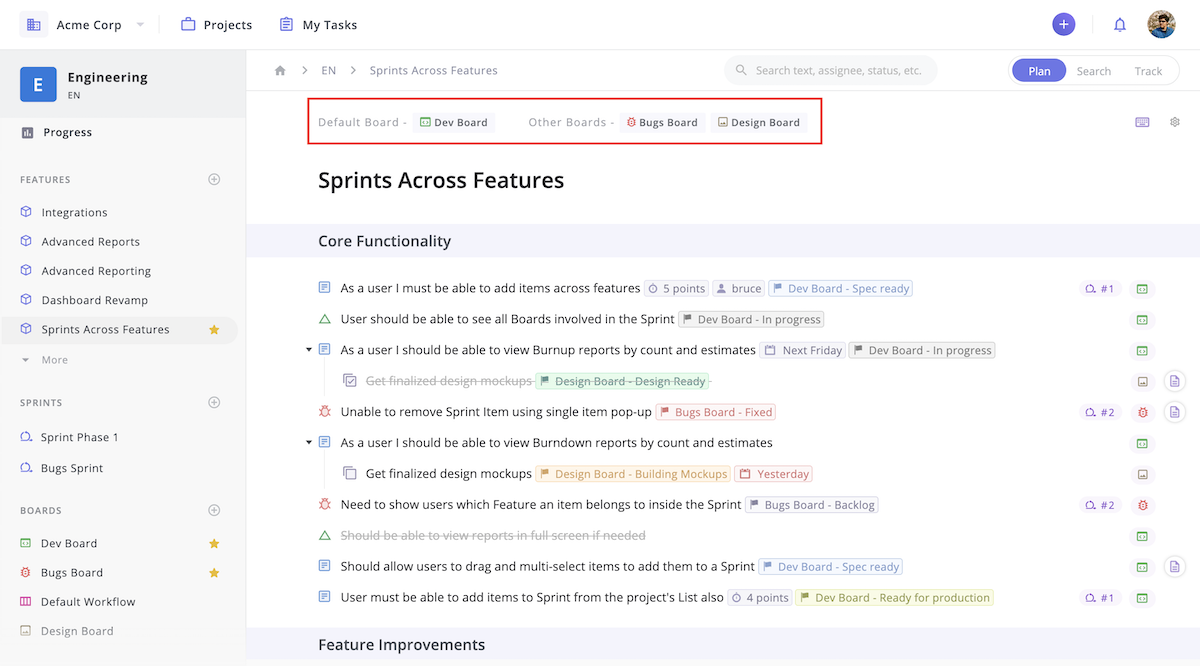 Acme Corp
Projects
My Tasks
E
Engineering
EN
EN
Sprints Across Features
Search text, assignee, status, etc.
Plan
Search
Track
Progress
FEATURES
Integrations
Advanced Reports
Advanced Reporting
Dashboard Revamp
Sprints Across Features
More
SPRINTS
Sprint Phase 1
Bugs Sprint
BOARDS
Dev Board
Bugs Board
Default Workflow
Design Board
Default Board - Dev Board Other Boards - Bugs Board Design Board
Sprints Across Features
Core Functionality
As a user I must be able to add items across features 5 points bruce Dev Board - Spec ready #1
User should be able to see all Boards involved in the Sprint Dev Board - In progress
As a user I should be able to view Burnup reports by count and estimates Next Friday Dev Board - In progress
Get finalized design mockups Design Board - Design Ready
Unable to remove Sprint Item using single item pop-up Bugs Board - Fixed #2
As a user I should be able to view Burndown reports by count and estimates
Get finalized design mockups Design Board - Building Mockups Yesterday
Need to show users which Feature an item belongs to inside the Sprint Bugs Board - Backlog #2
Should be able to view reports in full screen if needed
Should allow users to drag and multi-select items to add them to a Sprint Dev Board - Spec ready
User must be able to add items to Sprint from the project's List also 4 points Dev Board - Ready for production #1
Feature Improvements